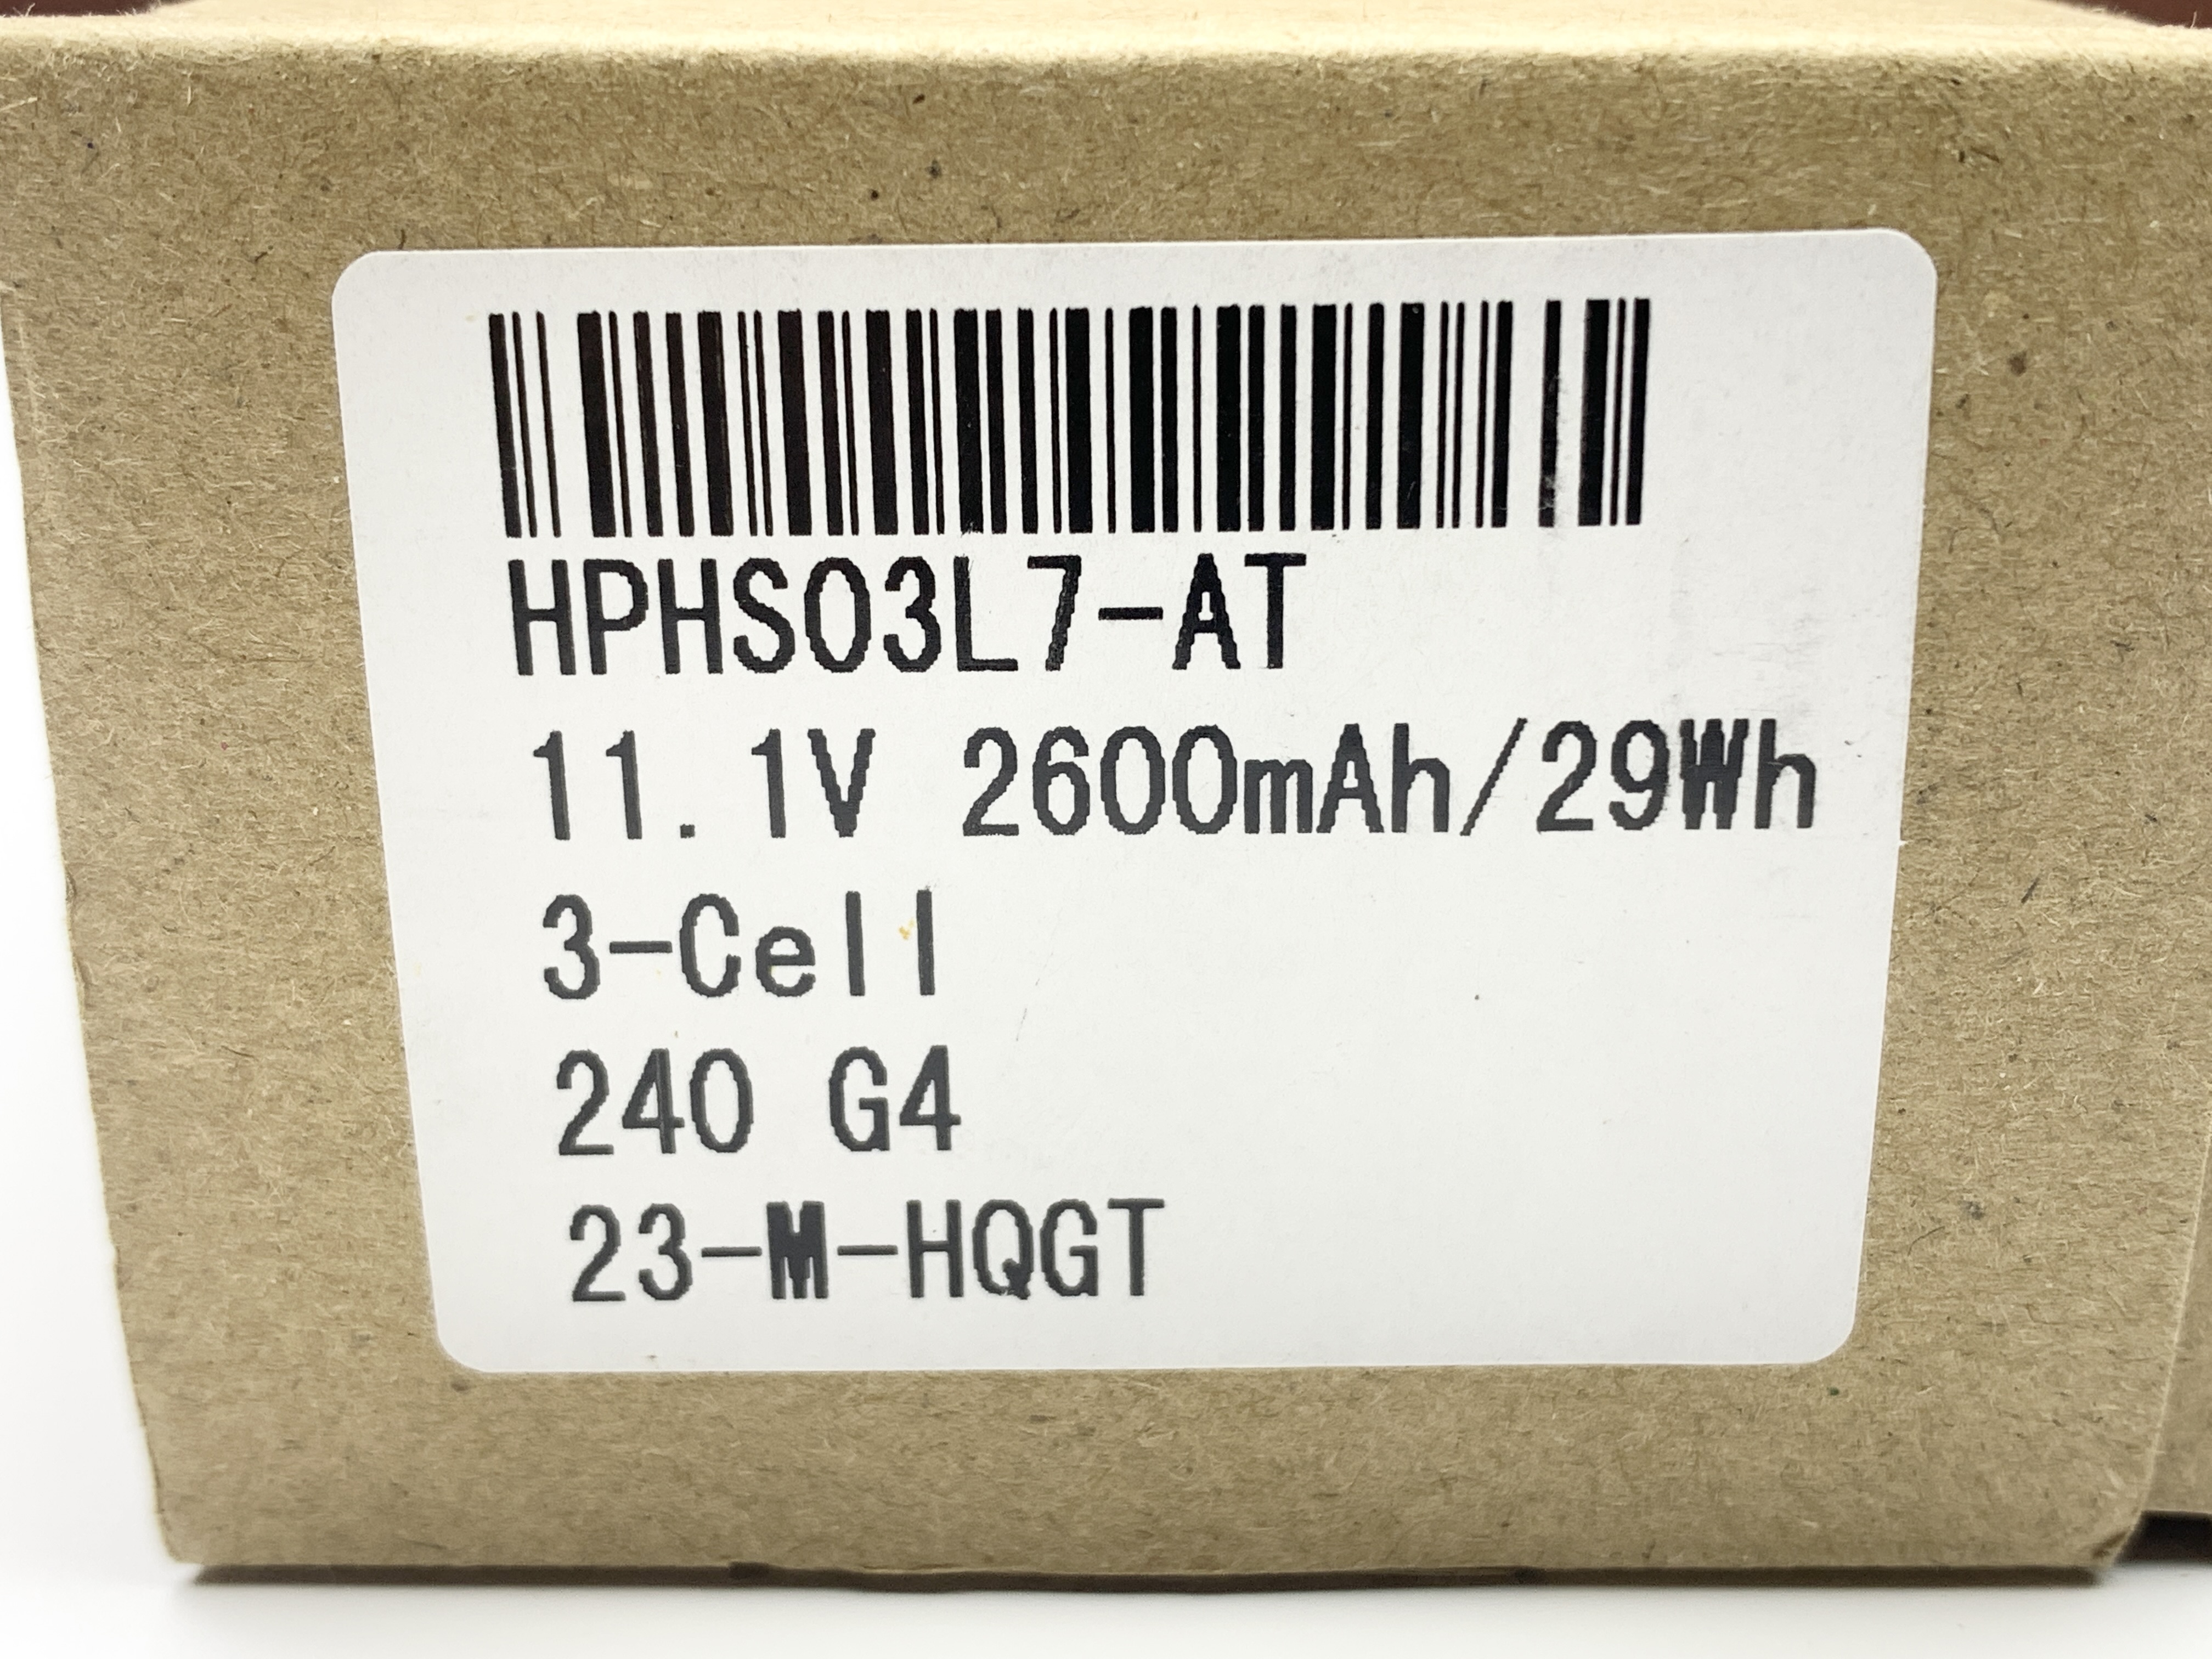 HPHS03L7-AT
11.1V 2600mAh/29Wh
3-Cell
240 G4
23-M-HQGT